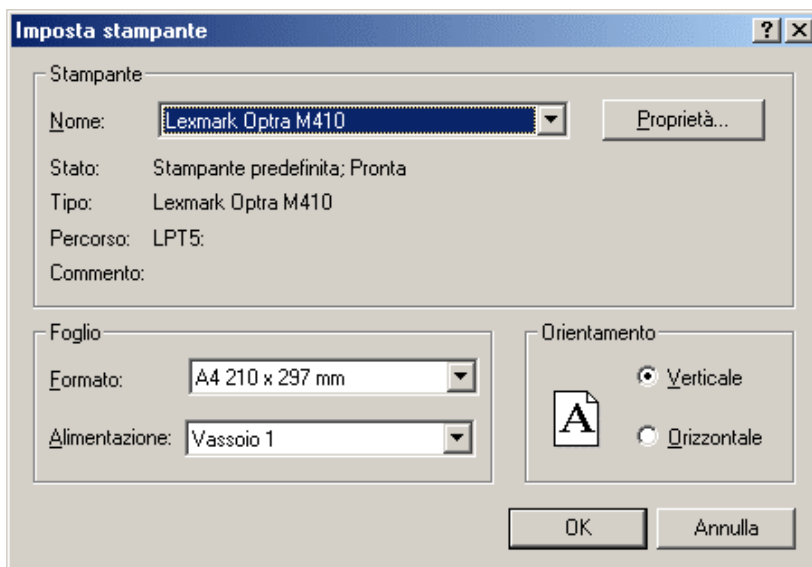 Imposta stampante
Stampante
Nome: Lexmark Optra M410 Proprietà...
Stato: Stampante predefinita; Pronta
Tipo: Lexmark Optra M410
Percorso: LPT5:
Commento:
Foglio
Formato: A4 210 x 297 mm
Alimentazione: Vassoio 1
Orientamento
A
Verticale
Orizzontale
OK Annulla